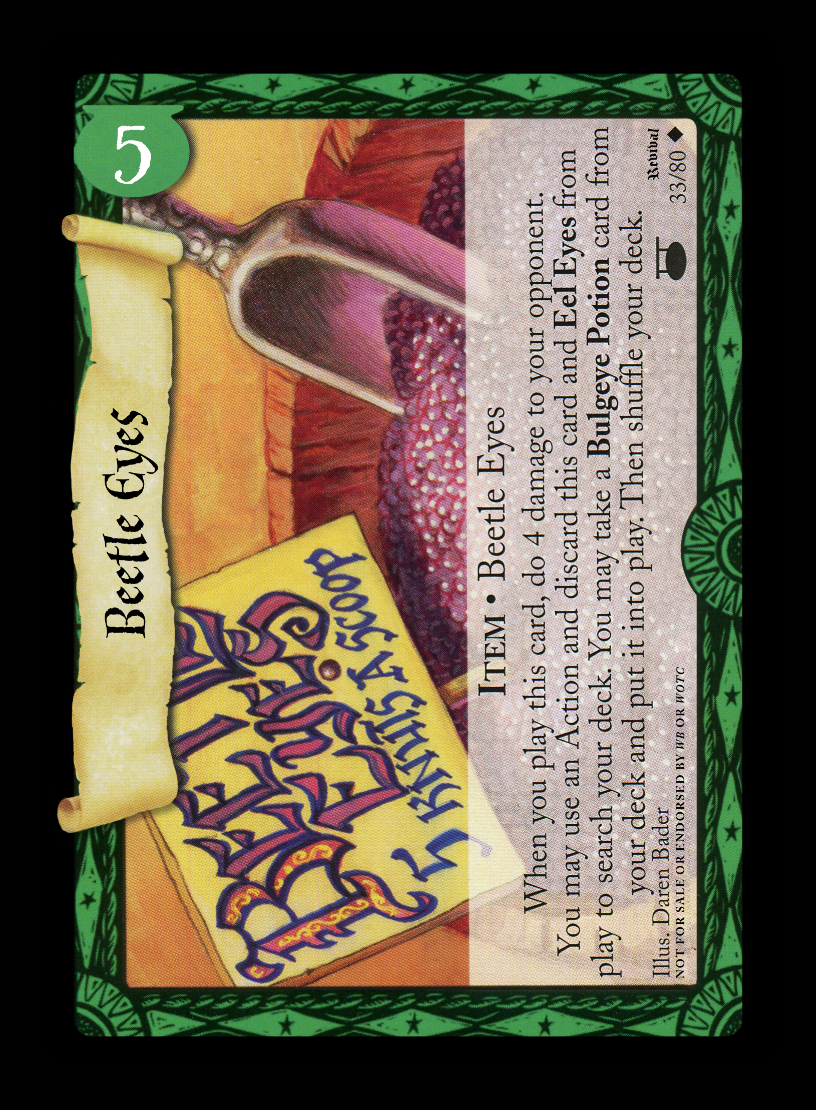 5
Beetle Eyes
BEETLE
EYES
5 KNUTS A SCOOP
ITEM • Beetle Eyes
When you play this card, do 4 damage to your opponent.
You may use an Action and discard this card and Eel Eyes from
play to search your deck. You may take a Bulgeye Potion card from
your deck and put it into play. Then shuffle your deck.
Illus. Daren Bader
NOT FOR SALE OR ENDORSED BY WB OR WOTC
Revival
33/80 ◆